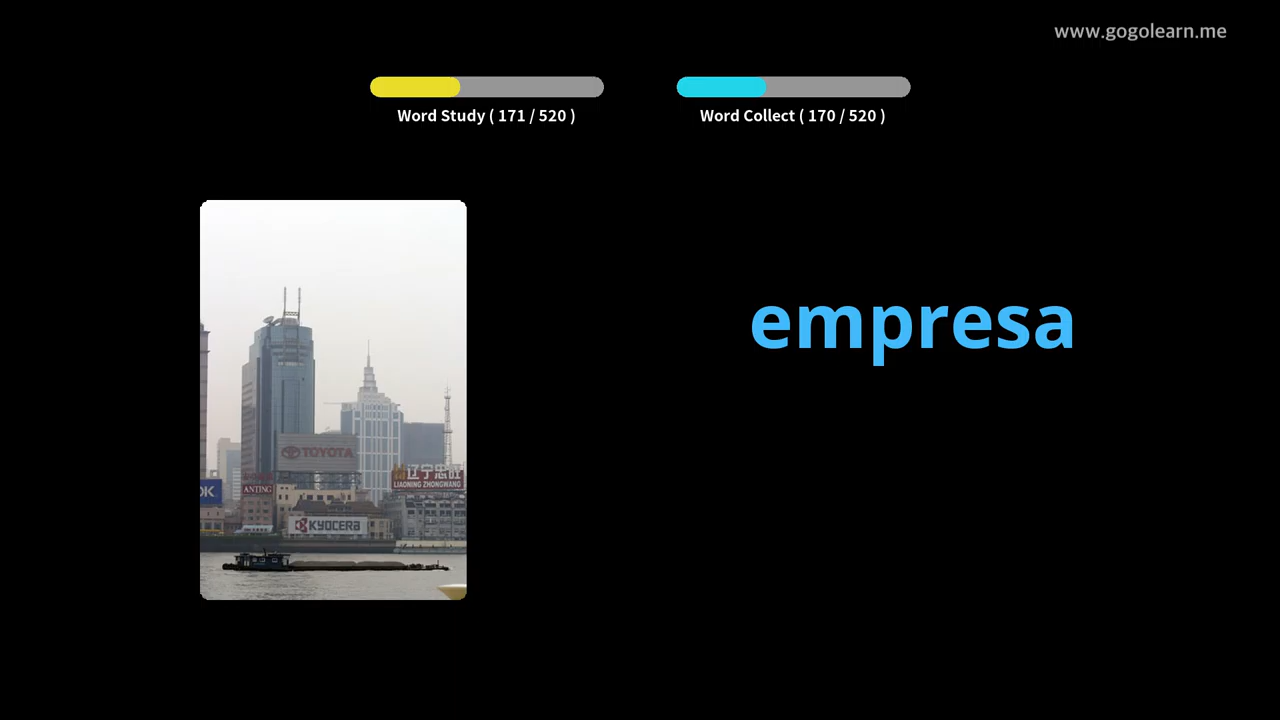 www.gogolearn.me
Word Study ( 171 / 520 )
Word Collect ( 170 / 520 )
empresa
TOYOTA
辽宁忠旺
LIAONING ZHONGWANG
ANTING
KYOCERA